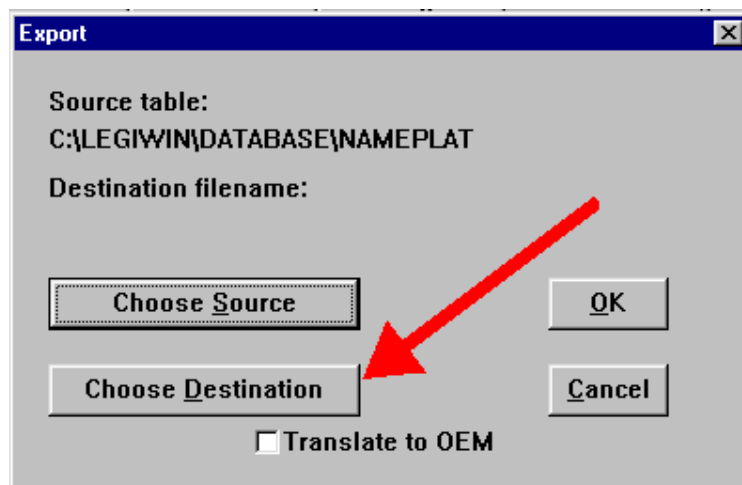 Export
Source table:
C:\LEGIWIN\DATABASE\NAMEPLAT
Destination filename:
Choose Source
OK
Choose Destination
Cancel
Translate to OEM